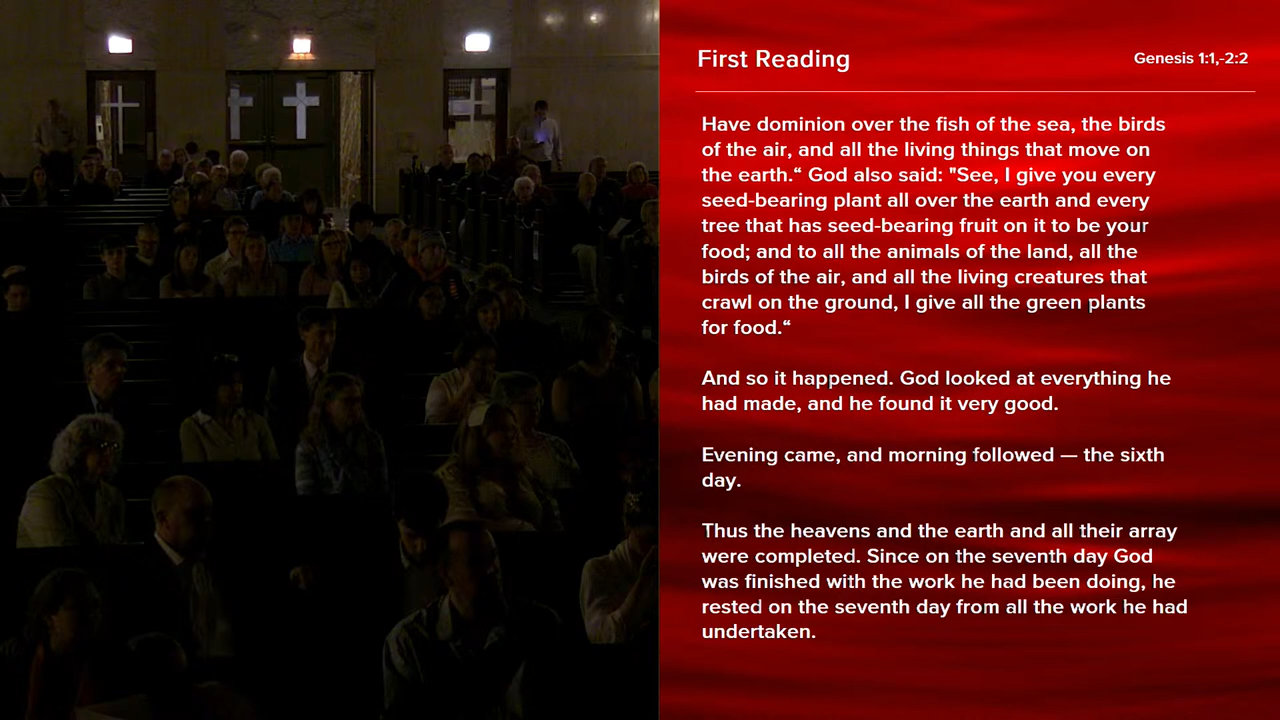 First Reading
Genesis 1:1,-2:2
Have dominion over the fish of the sea, the birds
of the air, and all the living things that move on
the earth.“ God also said: "See, I give you every
seed-bearing plant all over the earth and every
tree that has seed-bearing fruit on it to be your
food; and to all the animals of the land, all the
birds of the air, and all the living creatures that
crawl on the ground, I give all the green plants
for food.“
And so it happened. God looked at everything he
had made, and he found it very good.
Evening came, and morning followed — the sixth
day.
Thus the heavens and the earth and all their array
were completed. Since on the seventh day God
was finished with the work he had been doing, he
rested on the seventh day from all the work he had
undertaken.